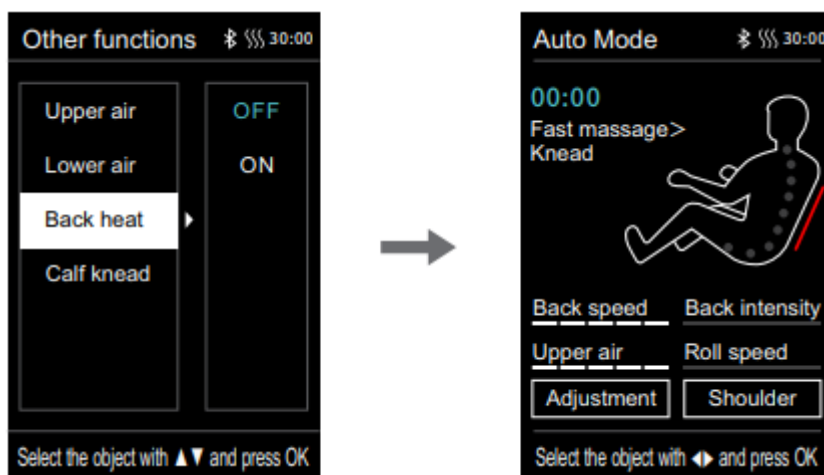 Other functions 30:00
Upper air OFF
Lower air ON
Back heat
Calf knead
Select the object with ▲▼ and press OK
Auto Mode 30:00
00:00
Fast massage>
Knead
Back speed Back intensity
Upper air Roll speed
Adjustment Shoulder
Select the object with ◀▶ and press OK